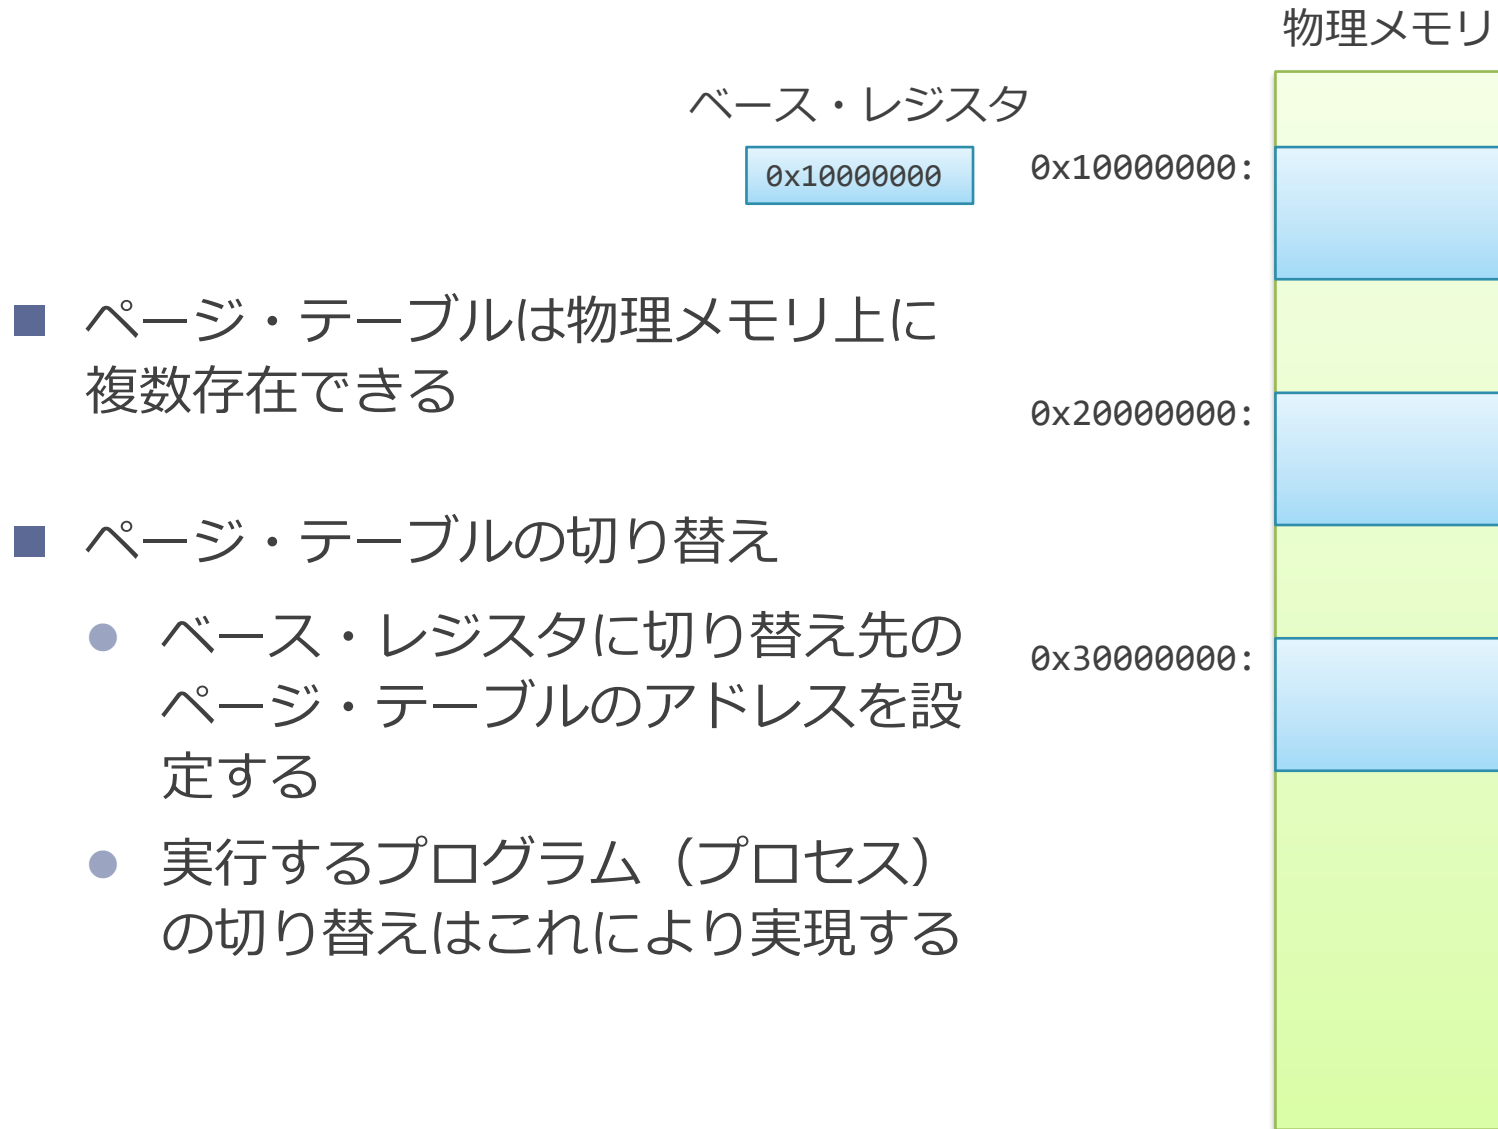 物理メモリ
ベース・レジスタ
0x10000000
0x10000000:
ページ・テーブルは物理メモリ上に
複数存在できる
0x20000000:
ページ・テーブルの切り替え
ベース・レジスタに切り替え先の
ページ・テーブルのアドレスを設
定する
0x30000000:
実行するプログラム（プロセス）
の切り替えはこれにより実現する